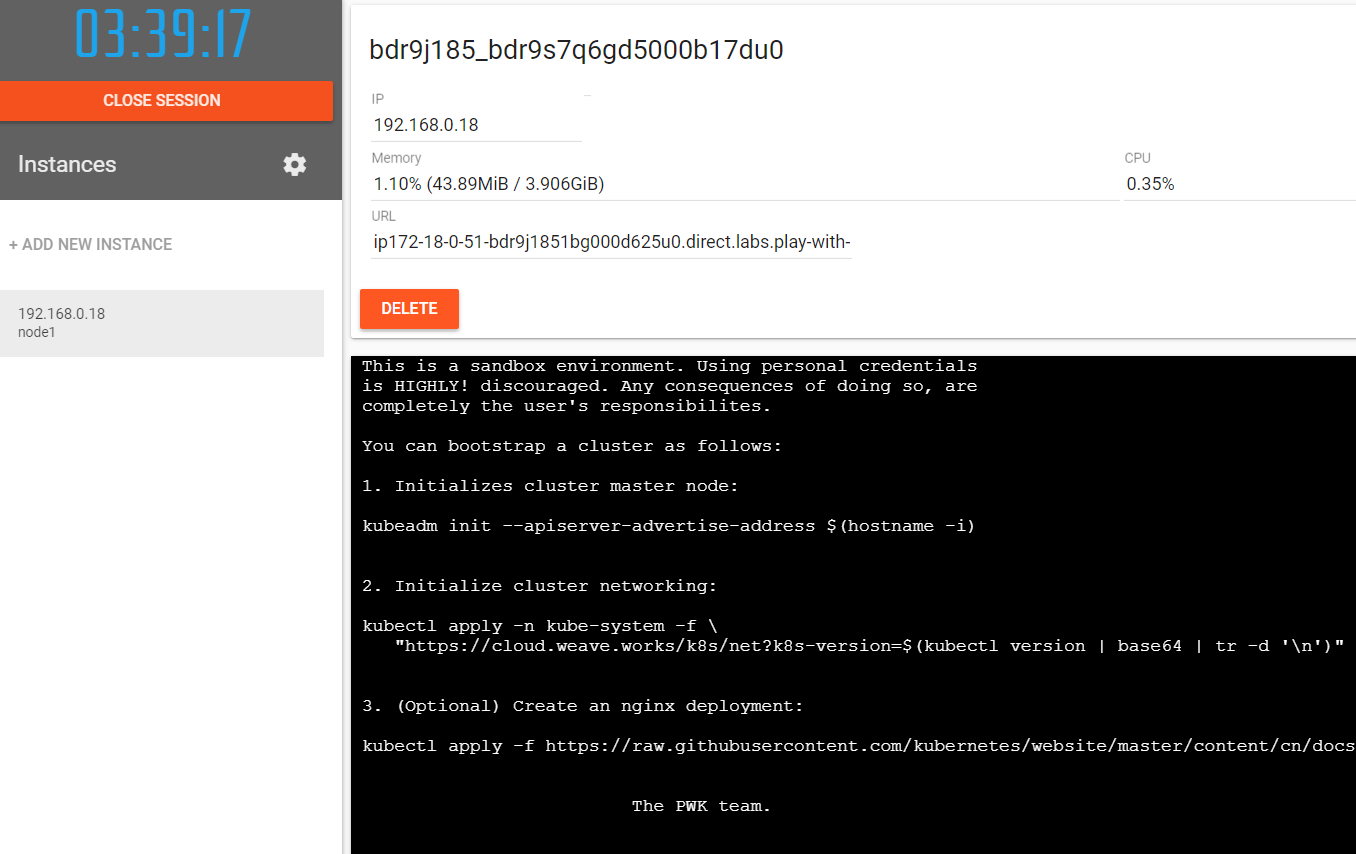 03:39:17
CLOSE SESSION
Instances
+ ADD NEW INSTANCE
192.168.0.18
node1
bdr9j185_bdr9s7q6gd5000b17du0
IP
192.168.0.18
Memory
1.10% (43.89MiB / 3.906GiB)
CPU
0.35%
URL
ip172-18-0-51-bdr9j1851bg000d625u0.direct.labs.play-with-
DELETE
This is a sandbox environment. Using personal credentials
is HIGHLY! discouraged. Any consequences of doing so, are
completely the user's responsibilites.
You can bootstrap a cluster as follows:
1. Initializes cluster master node:
kubeadm init --apiserver-advertise-address $(hostname -i)
2. Initialize cluster networking:
kubectl apply -n kube-system -f \
"https://cloud.weave.works/k8s/net?k8s-version=$(kubectl version | base64 | tr -d '\n')"
3. (Optional) Create an nginx deployment:
kubectl apply -f https://raw.githubusercontent.com/kubernetes/website/master/content/cn/docs
The PWK team.